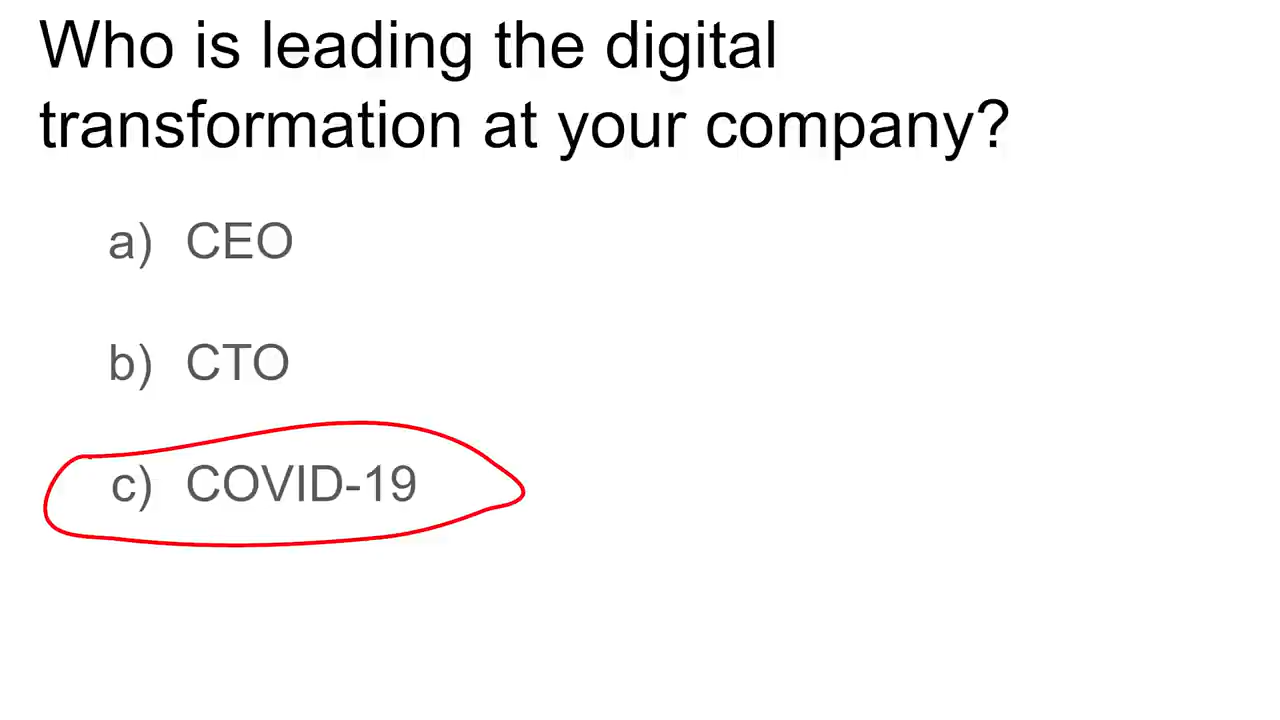 Who is leading the digital
transformation at your company?
a) CEO
b) CTO
c) COVID-19